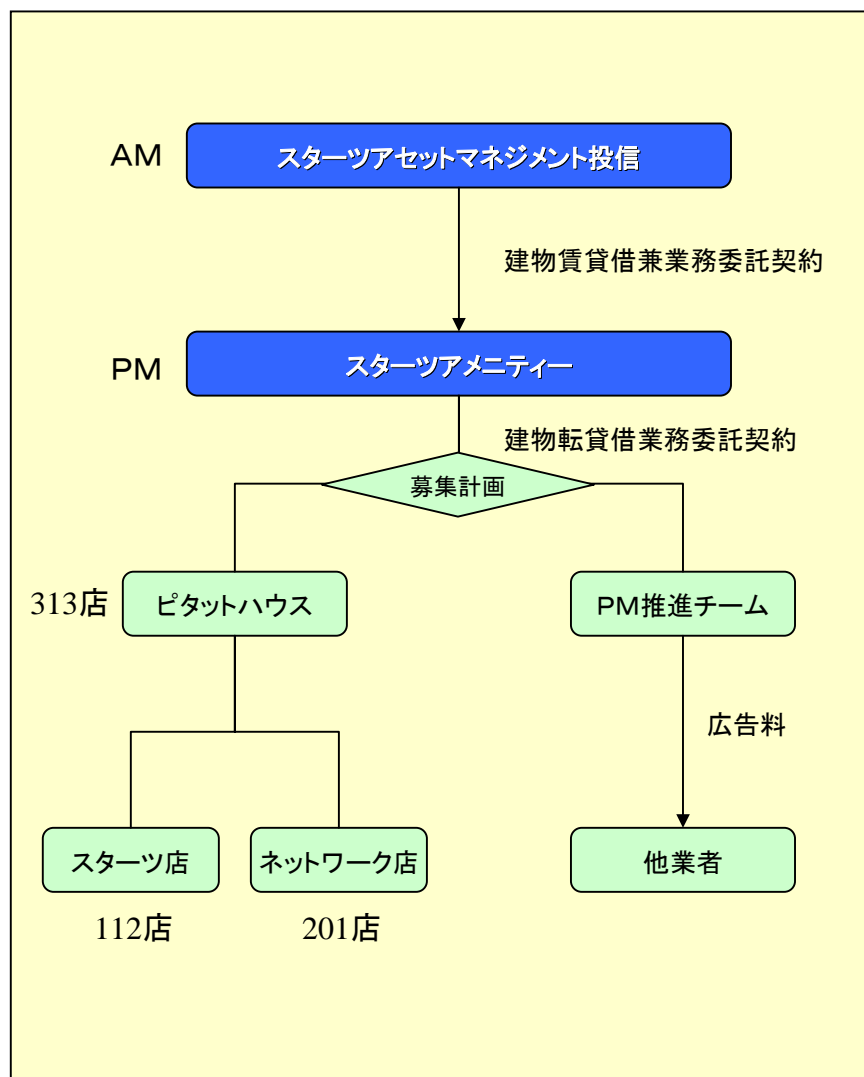 AM
スターツアセットマネジメント投信
建物賃貸借兼業務委託契約
PM
スターツアメニティー
建物転貸借業務委託契約
募集計画
313店
ピタットハウス
PM推進チーム
広告料
スターツ店
ネットワーク店
他業者
112店
201店